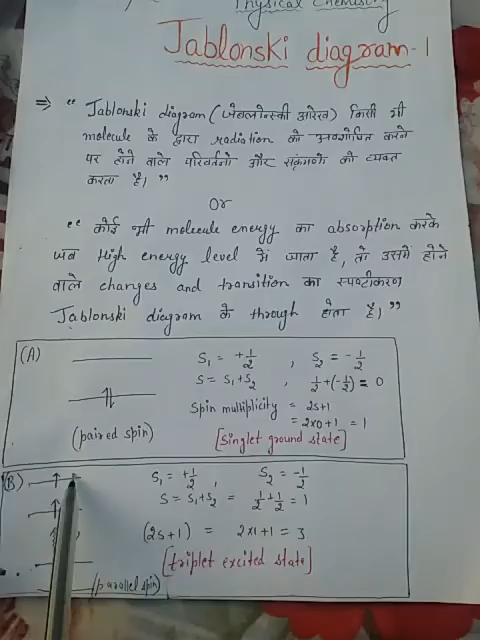 Physical Chemistry
Jablonski diagram-1
⇒ " Jablonski diagram (जेबलोन्स्की आरेख) किसी भी
molecule के द्वारा radiation को अवशोषित करने
पर होने वाले परिवर्तनो और संक्रमणो को व्यक्त
करता है। "
Or
" कोई भी molecule energy का absorption करके
जब High energy level में जाता है, तो उसमें होने
वाले changes and transition का स्पष्टीकरण
Jablonski diagram के through होता है। "
(A)
S₁ = +1/2 , S₂ = -1/2
S = S₁+S₂ , 1/2+(-1/2) = 0
Spin multiplicity = 2S+1
= 2x0+1 = 1
(paired spin) [singlet ground state]
(B)
S₁ = +1/2 , S₂ = -1/2
S = S₁+S₂ = 1/2+1/2 = 1
(2S+1) = 2x1+1 = 3
[triplet excited state]
(parallel spin)